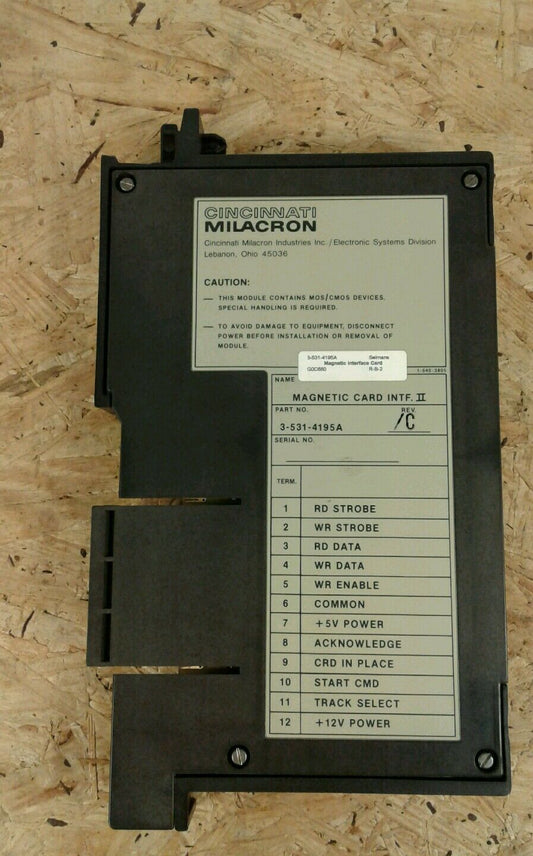 CINCINNATI
MILACRON
Cincinnati Milacron Industries Inc. / Electronic Systems Division
Lebanon, Ohio 45036
CAUTION:
— THIS MODULE CONTAINS MOS/CMOS DEVICES.
SPECIAL HANDLING IS REQUIRED.
— TO AVOID DAMAGE TO EQUIPMENT, DISCONNECT
POWER BEFORE INSTALLATION OR REMOVAL OF
MODULE.
3-531-4195A Selmans
Magnetic Interface Card
R-B-2
NAME
MAGNETIC CARD INTF. II
PART NO. REV.
3-531-4195A /C
SERIAL NO.
TERM.
1 RD STROBE
2 WR STROBE
3 RD DATA
4 WR DATA
5 WR ENABLE
6 COMMON
7 +5V POWER
8 ACKNOWLEDGE
9 CRD IN PLACE
10 START CMD
11 TRACK SELECT
12 +12V POWER